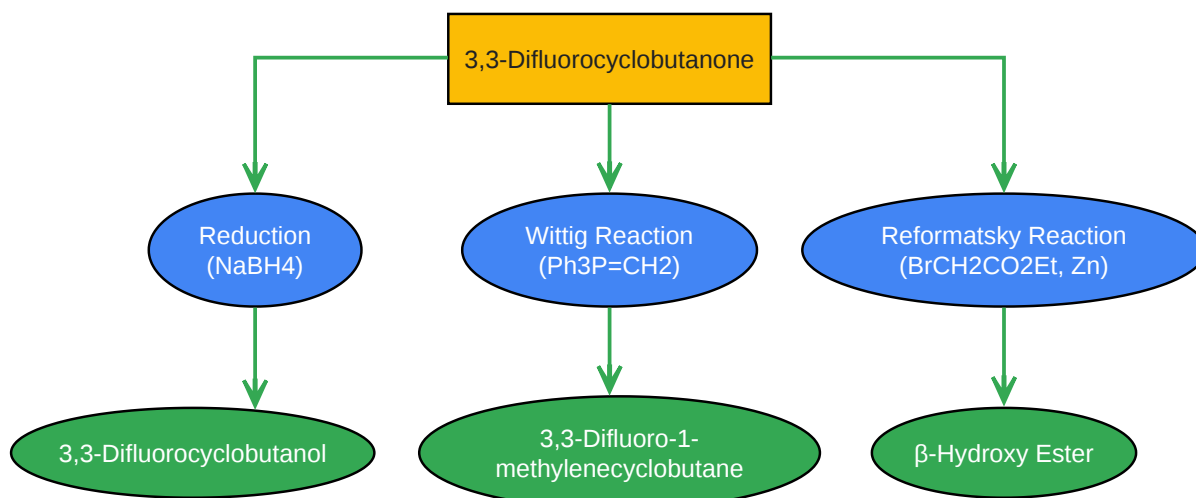 3,3-Difluorocyclobutanone
Reduction
(NaBH4)
Wittig Reaction
(Ph3P=CH2)
Reformatsky Reaction
(BrCH2CO2Et, Zn)
3,3-Difluorocyclobutanol
3,3-Difluoro-1-
methylenecyclobutane
β-Hydroxy Ester